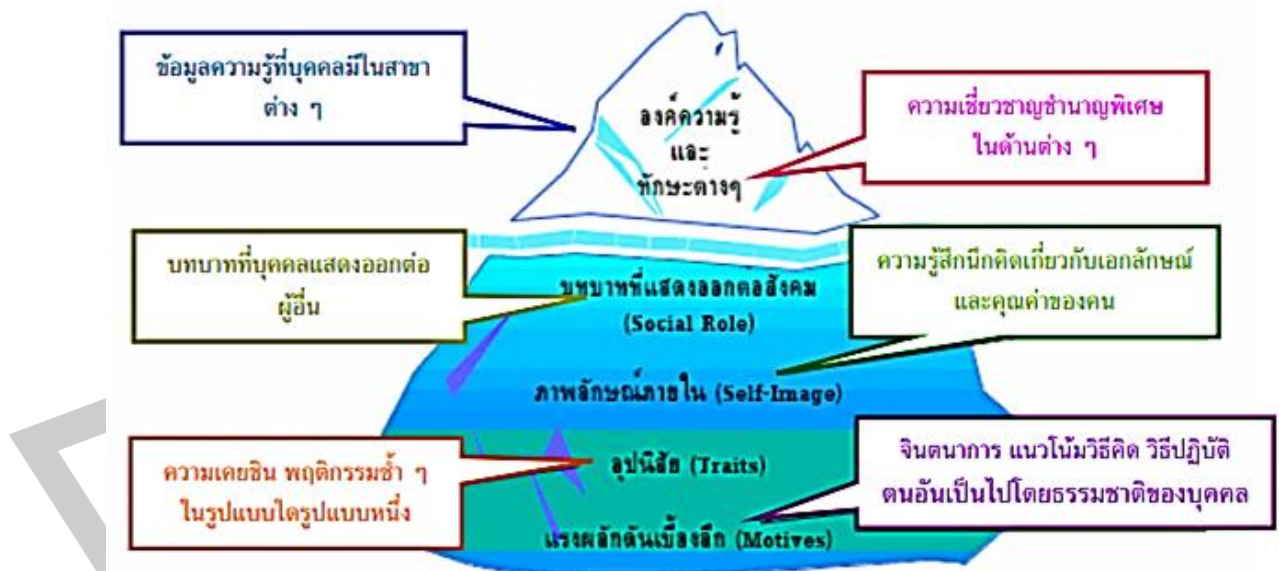 ข้อมูลความรู้ที่บุคคลมีในสาขา
ต่าง ๆ
องค์ความรู้
และ
ทักษะต่างๆ
ความเชี่ยวชาญชำนาญพิเศษ
ในด้านต่าง ๆ
บทบาทที่บุคคลแสดงออกต่อ
ผู้อื่น
บทบาทที่แสดงออกตอสังคม
(Social Role)
ความรู้สึกนึกคิดเกี่ยวกับเอกลักษณ์
และคุณค่าของคน
ภาพลักษณ์ภายใน (Self-Image)
ความเคยชิน พฤติกรรมซ้ำ ๆ
ในรูปแบบใดรูปแบบหนึ่ง
อุปนิสัย (Traits)
จินตนาการ แนวโน้มวิธีคิด วิธีปฏิบัติ
ตนอันเป็นไปโดยธรรมชาติของบุคคล
แรงผลักดันเบื้องลึก (Motives)